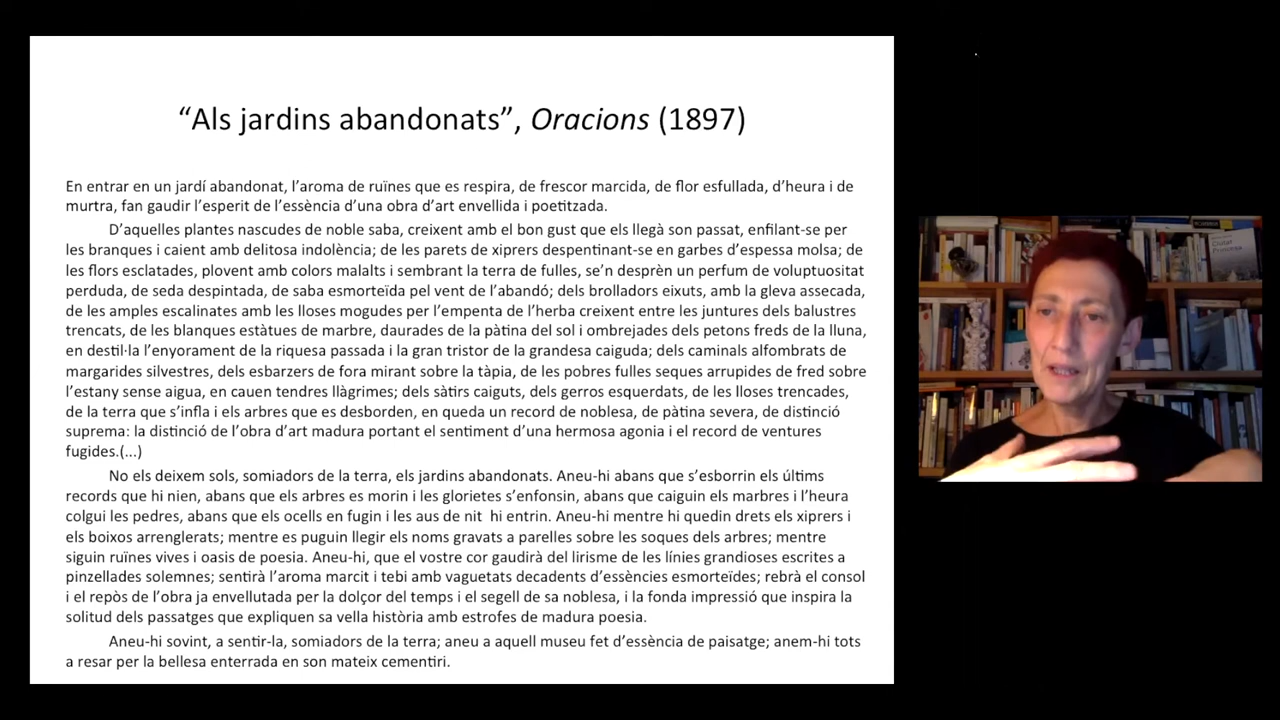 “Als jardins abandonats”, Oracions (1897)
En entrar en un jardí abandonat, l’aroma de ruïnes que es respira, de frescor marcida, de flor esfullada, d’heura i de
murtra, fan gaudir l’esperit de l’essència d’una obra d’art envellida i poetitzada.
D’aquelles plantes nascudes de noble saba, creixent amb el bon gust que els llegà son passat, enfilant-se per
les branques i caient amb delitosa indolència; de les parets de xiprers despentinant-se en garbes d’espessa molsa; de
les flors esclatades, plovent amb colors malalts i sembrant la terra de fulles, se’n desprèn un perfum de voluptuositat
perduda, de seda despintada, de saba esmorteïda pel vent de l’abandó; dels brolladors eixuts, amb la gleva assecada,
de les amples escalinates amb les lloses mogudes per l’empenta de l’herba creixent entre les juntures dels balustres
trencats, de les blanques estàtues de marbre, daurades de la pàtina del sol i ombrejades dels petons freds de la lluna,
en destil·la l’enyorament de la riquesa passada i la gran tristor de la grandesa caiguda; dels caminals alfombrats de
margarides silvestres, dels esbarzers de fora mirant sobre la tàpia, de les pobres fulles seques arrupides de fred sobre
l’estany sense aigua, en cauen tendres llàgrimes; dels sàtirs caiguts, dels gerros esquerdats, de les lloses trencades,
de la terra que s’infla i els arbres que es desborden, en queda un record de noblesa, de pàtina severa, de distinció
suprema: la distinció de l’obra d’art madura portant el sentiment d’una hermosa agonia i el record de ventures
fugides.(...)
No els deixem sols, somiadors de la terra, els jardins abandonats. Aneu-hi abans que s’esborrin els últims
records que hi nien, abans que els arbres es morin i les glorietes s’enfonsin, abans que caiguin els marbres i l’heura
colgui les pedres, abans que els ocells en fugin i les aus de nit hi entrin. Aneu-hi mentre hi quedin drets els xiprers i
els boixos arrenglerats; mentre es puguin llegir els noms gravats a parelles sobre les soques dels arbres; mentre
siguin ruïnes vives i oasis de poesia. Aneu-hi, que el vostre cor gaudirà del lirisme de les línies grandioses escrites a
pinzellades solemnes; sentirà l’aroma marcit i tebi amb vaguetats decadents d’essències esmorteïdes; rebrà el consol
i el repòs de l’obra ja envellutada per la dolçor del temps i el segell de sa noblesa, i la fonda impressió que inspira la
solitud dels passatges que expliquen sa vella història amb estrofes de madura poesia.
Aneu-hi sovint, a sentir-la, somiadors de la terra; aneu a aquell museu fet d’essència de paisatge; anem-hi tots
a resar per la bellesa enterrada en son mateix cementiri.